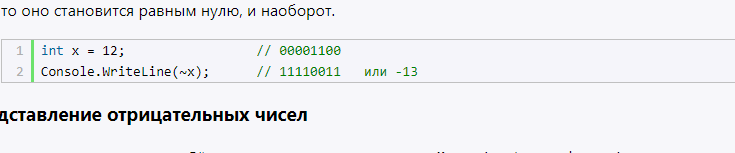 то оно становится равным нулю, и наоборот.
1 int x = 12; // 00001100
2 Console.WriteLine(~x); // 11110011 или -13
дставление отрицательных чисел